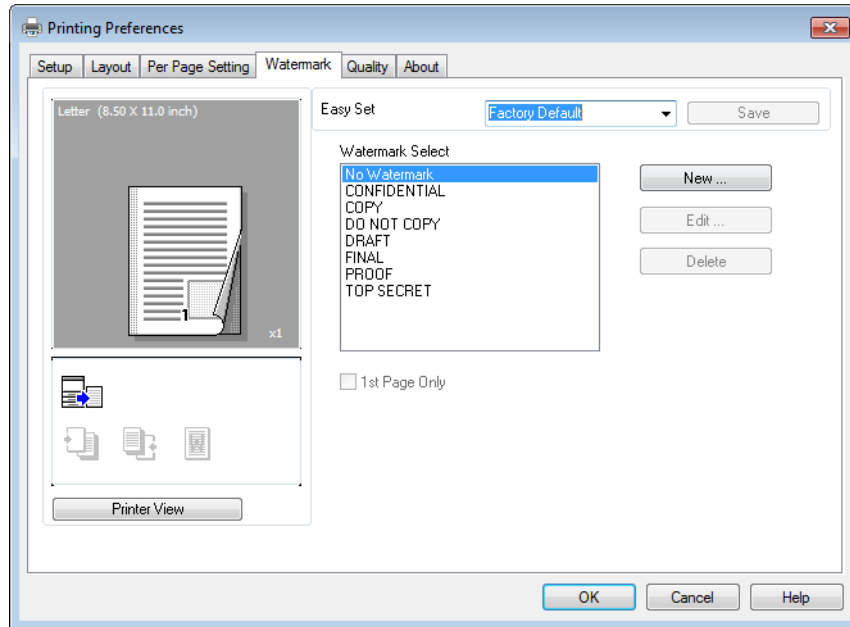 Printing Preferences
Setup Layout Per Page Setting Watermark Quality About
Letter (8.50 X 11.0 inch)
1
x1
Printer View
Easy Set Factory Default Save
Watermark Select
No Watermark
CONFIDENTIAL
COPY
DO NOT COPY
DRAFT
FINAL
PROOF
TOP SECRET
New ...
Edit ...
Delete
1st Page Only
OK Cancel Help